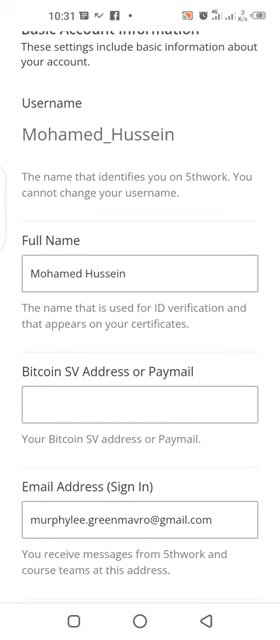 10:31
4G
3
K/s
Basic Account Information
These settings include basic information about
your account.
Username
Mohamed_Hussein
The name that identifies you on 5thwork. You
cannot change your username.
Full Name
Mohamed Hussein
The name that is used for ID verification and
that appears on your certificates.
Bitcoin SV Address or Paymail
Your Bitcoin SV address or Paymail.
Email Address (Sign In)
murphylee.greenmavro@gmail.com
You receive messages from 5thwork and
course teams at this address.